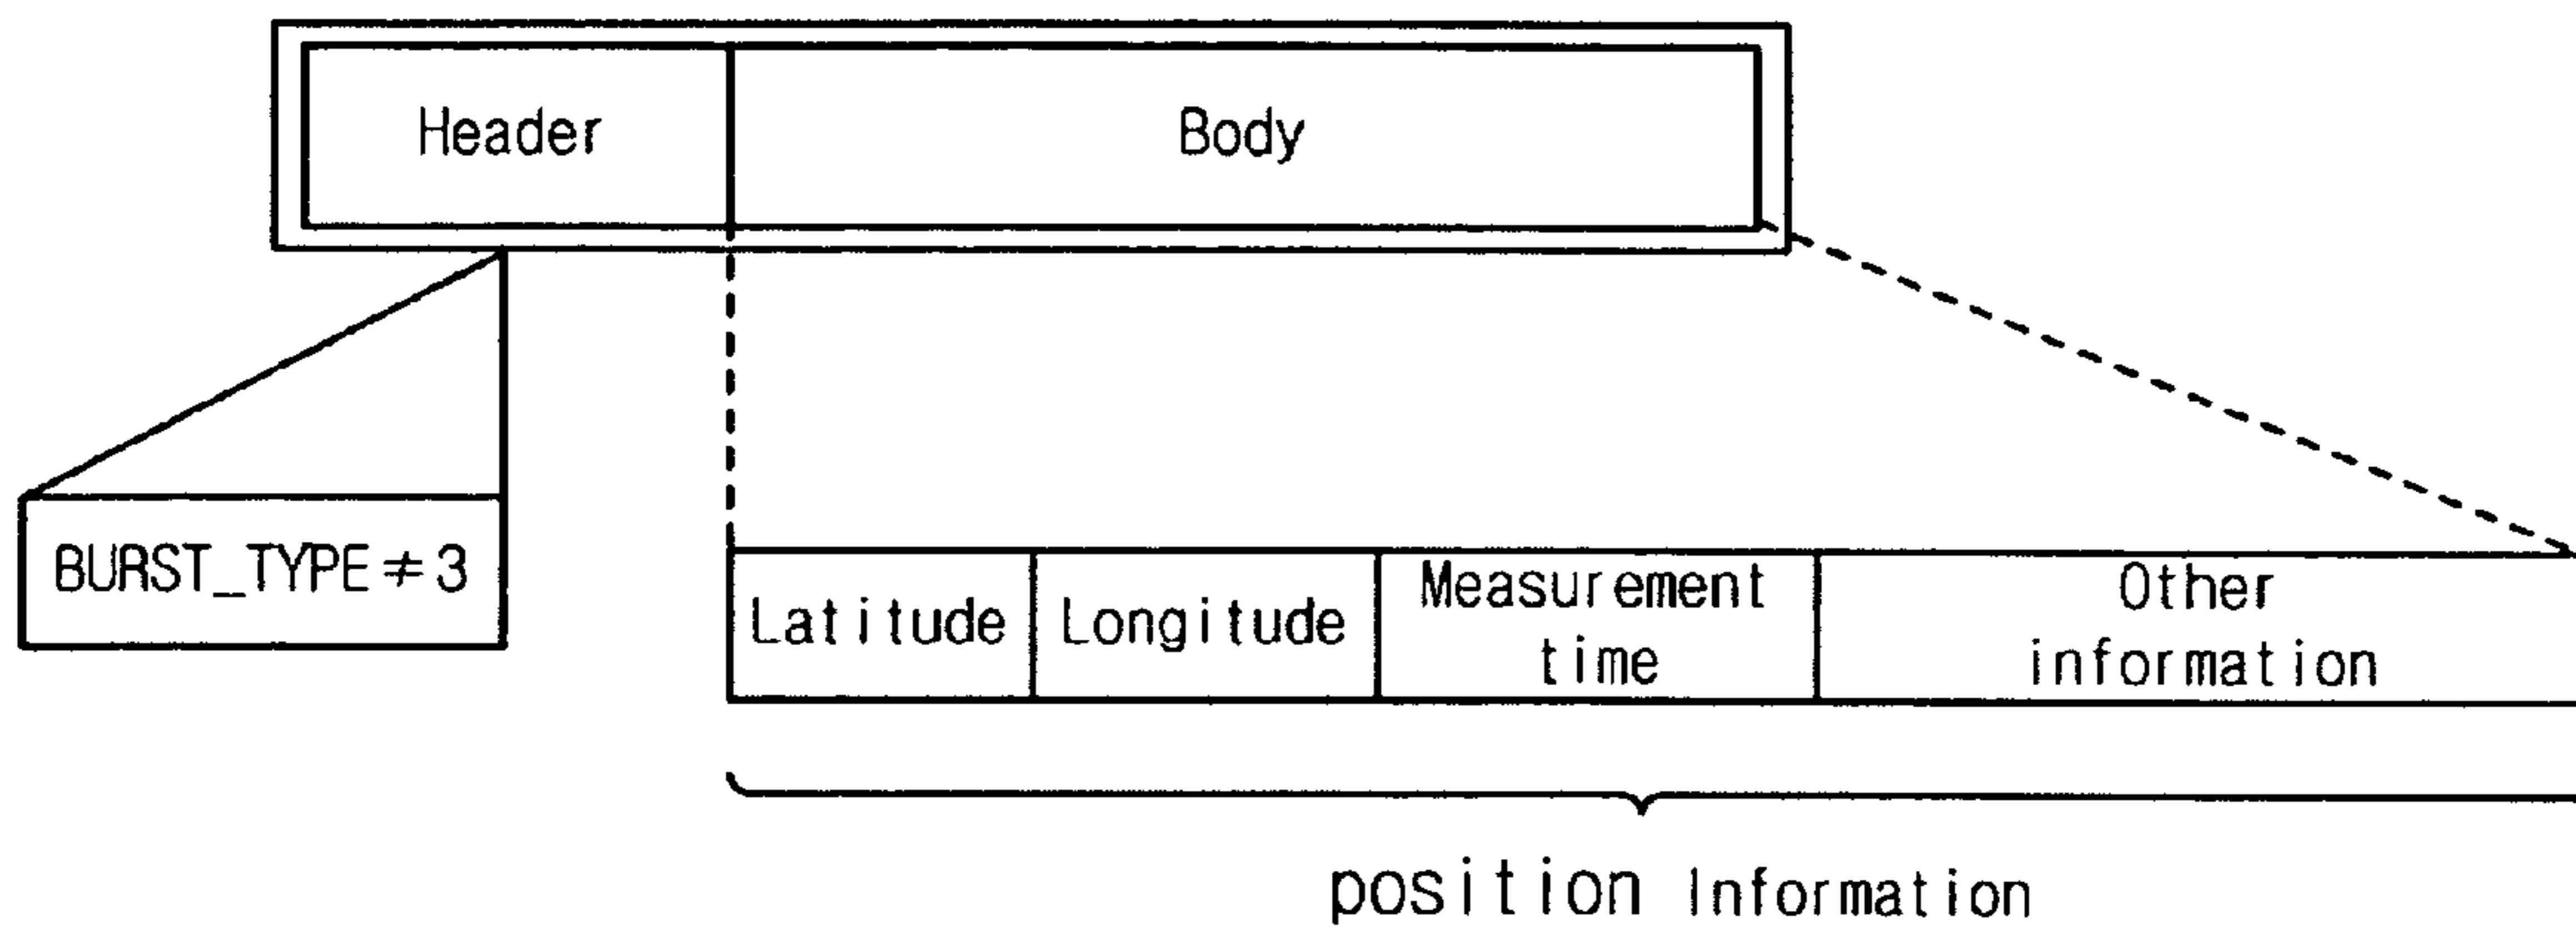 Header
Body
BURST_TYPE≠3
Latitude
Longitude
Measurement
time
Other
information
position Information